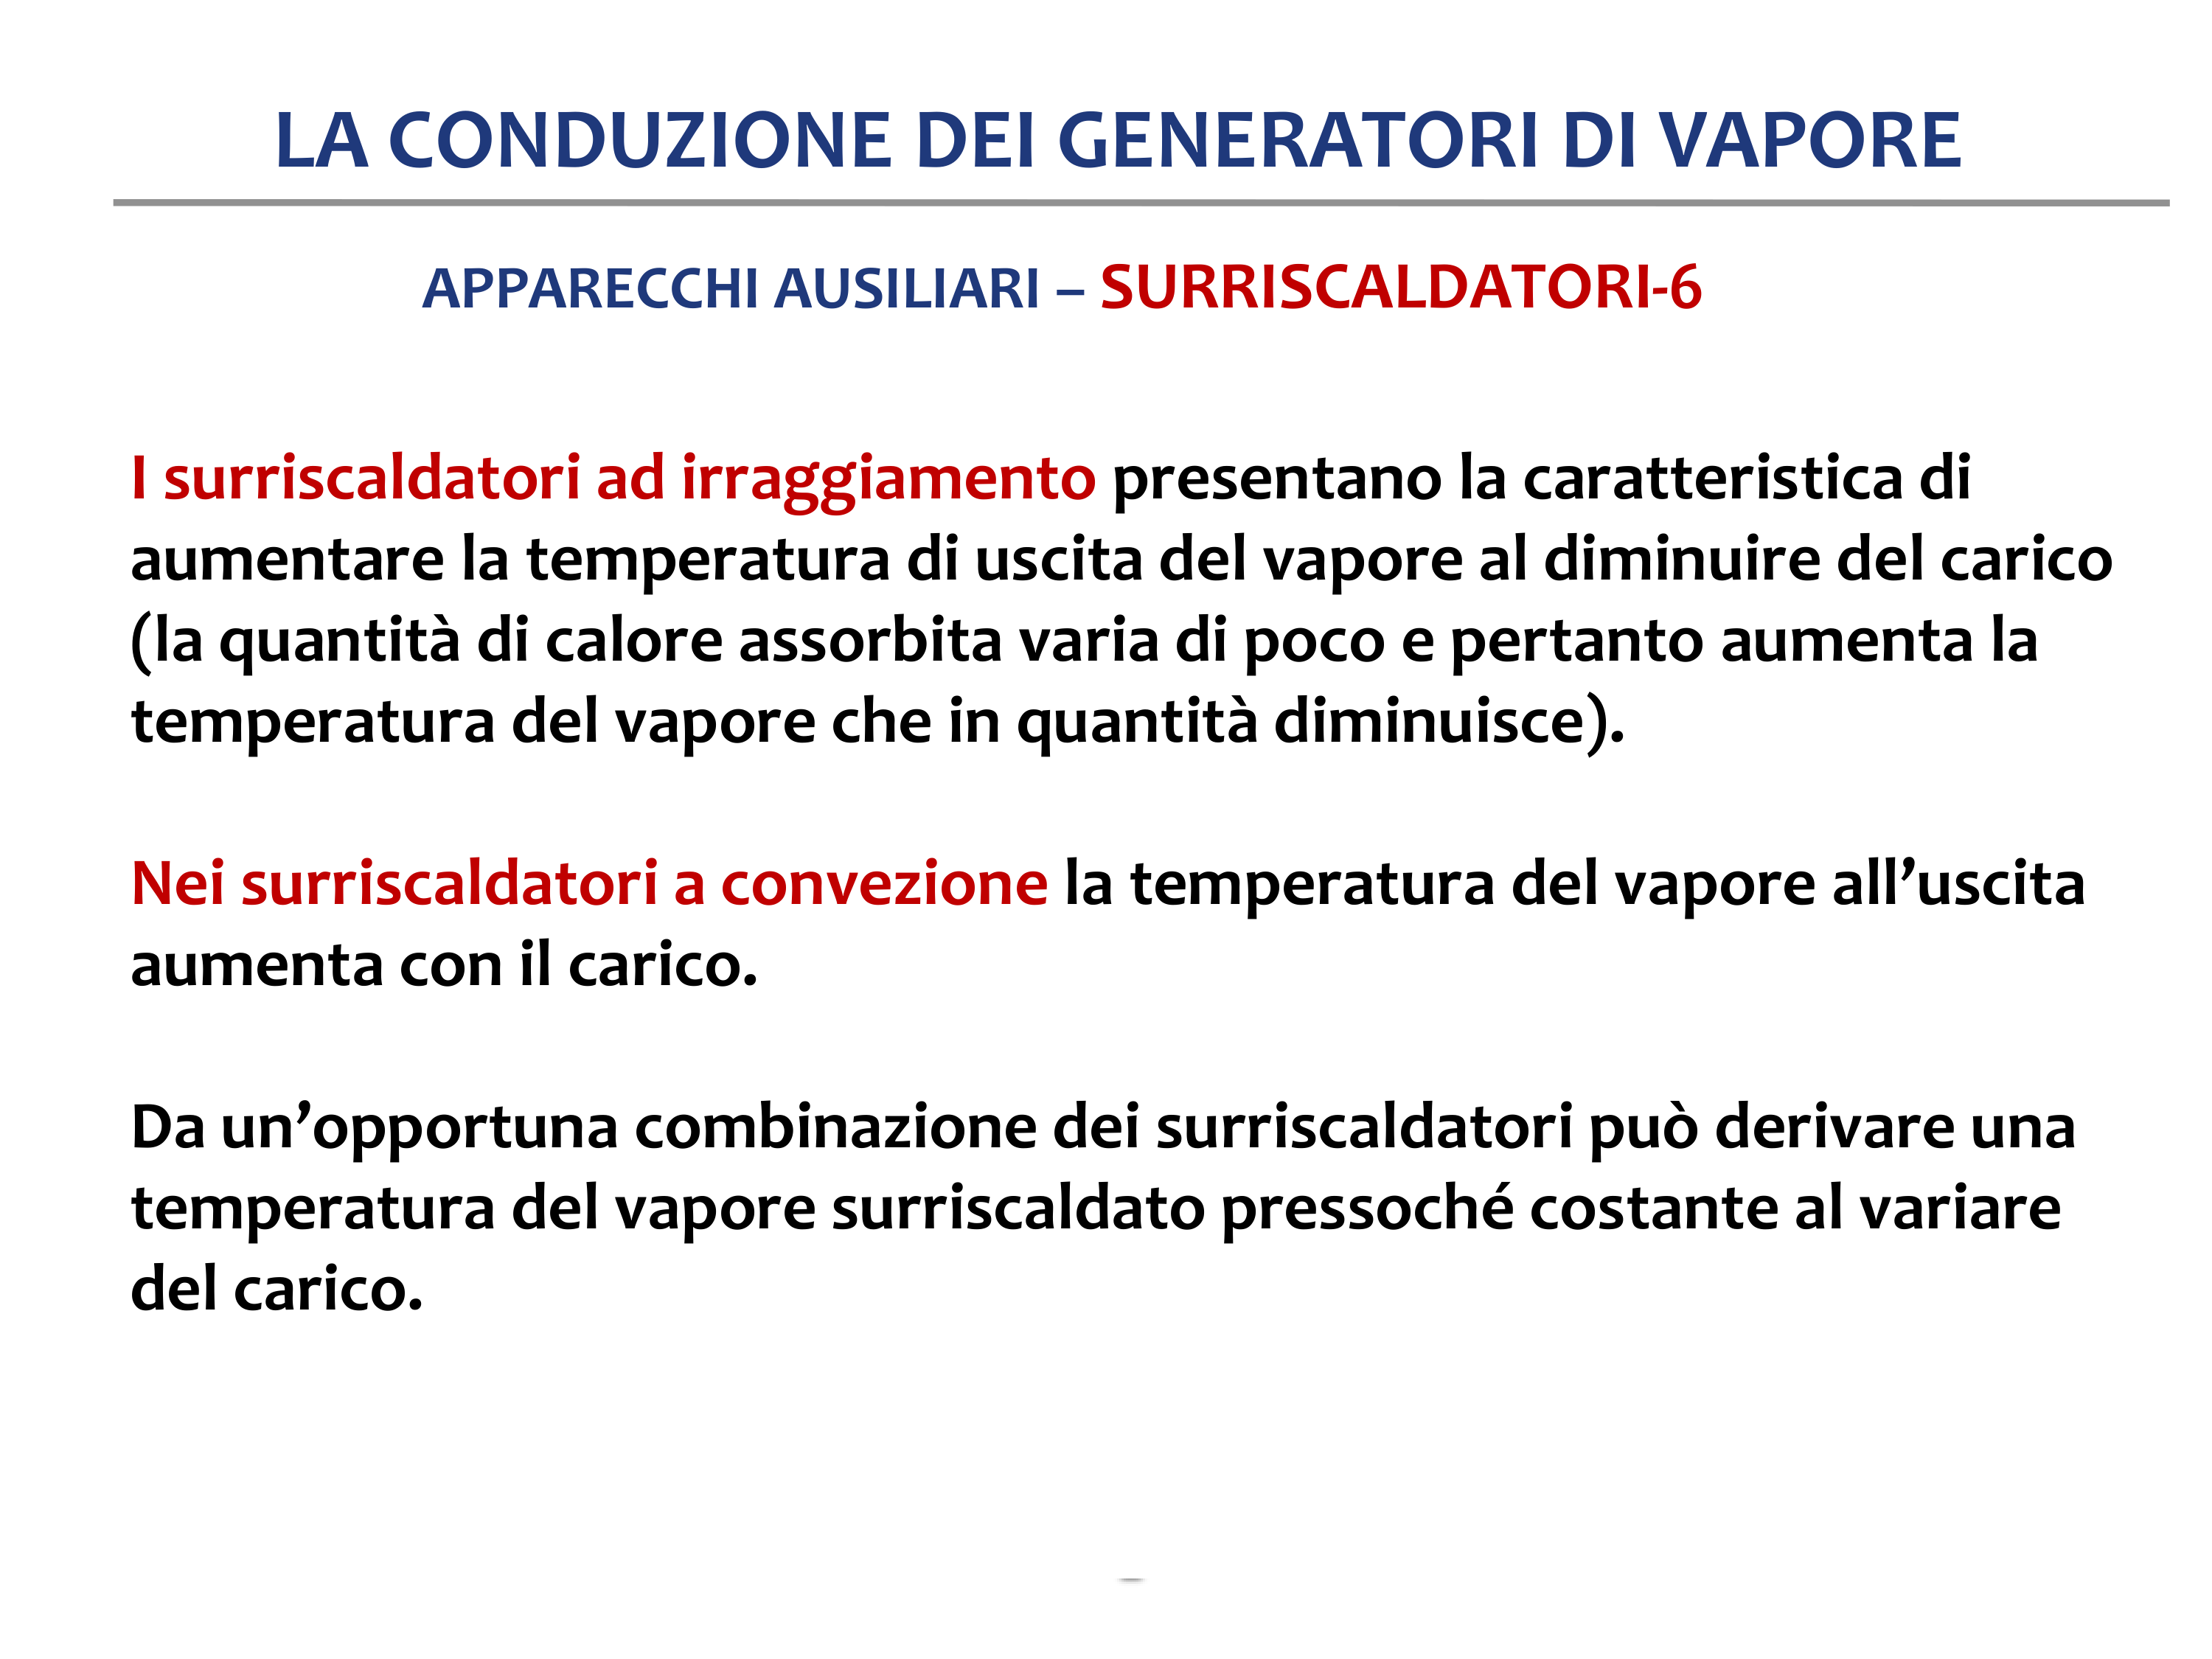 LA CONDUZIONE DEI GENERATORI DI VAPORE
APPARECCHI AUSILIARI – SURRISCALDATORI-6
I surriscaldatori ad irraggiamento presentano la caratteristica di
aumentare la temperatura di uscita del vapore al diminuire del carico
(la quantità di calore assorbita varia di poco e pertanto aumenta la
temperatura del vapore che in quantità diminuisce).
Nei surriscaldatori a convezione la temperatura del vapore all’uscita
aumenta con il carico.
Da un’opportuna combinazione dei surriscaldatori può derivare una
temperatura del vapore surriscaldato pressoché costante al variare
del carico.